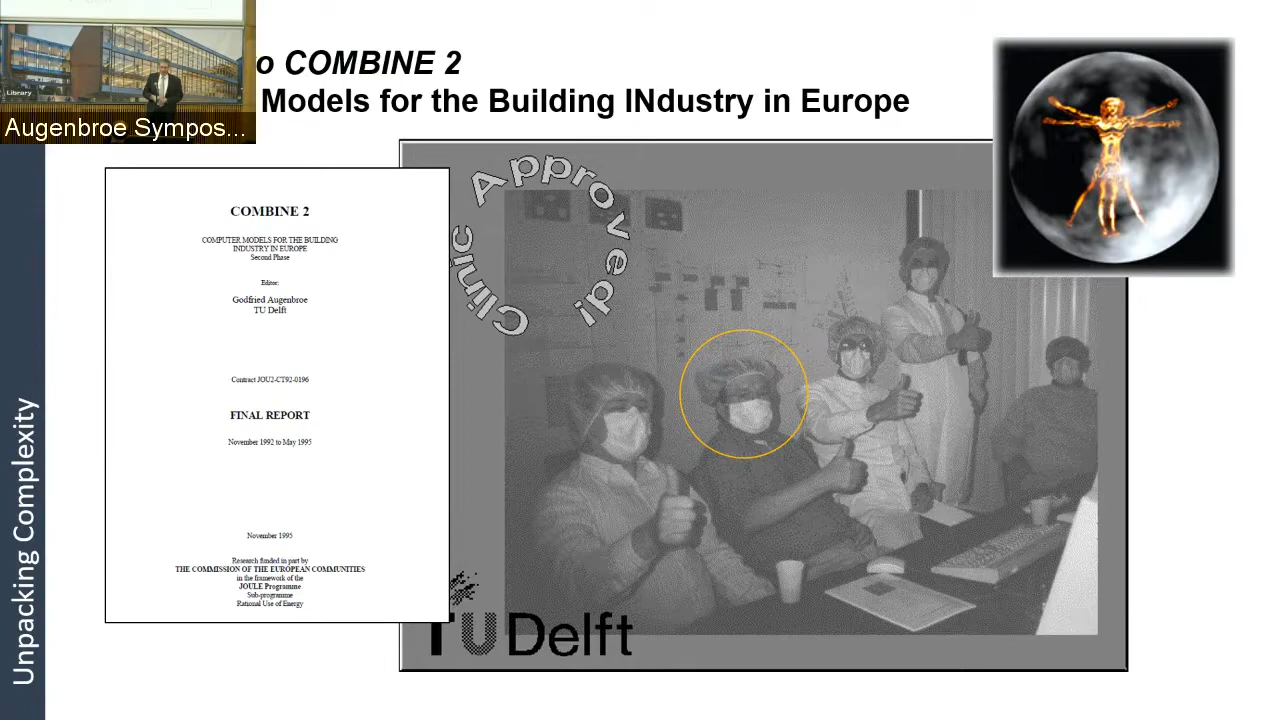 Library
Augenbroe Sympos...
o COMBINE 2
Models for the Building INdustry in Europe
Unpacking Complexity
COMBINE 2
COMPUTER MODELS FOR THE BUILDING
INDUSTRY IN EUROPE
Second Phase
Editor:
Godfried Augenbroe
TU Delft
Contract JOU2-CT92-0196
FINAL REPORT
November 1992 to May 1995
November 1995
Research funded in part by
THE COMMISSION OF THE EUROPEAN COMMUNITIES
in the framework of the
JOULE Programme
Sub-programme
Rational Use of Energy
Clinic Approved!
TU Delft